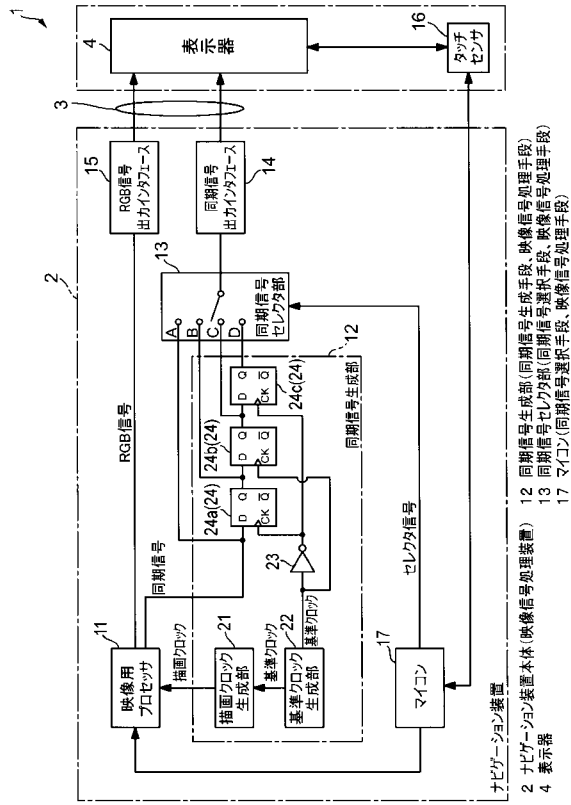 1
2
ナビゲーション装置
11
映像用
プロセッサ
RGB信号
15
RGB信号
出力インタフェース
3
4
表示器
同期信号
描画クロック
21
描画クロック
生成部
基準クロック
22
基準クロック
生成部
基準クロック
23
24a(24)
D Q
CK Q̅
24b(24)
D Q
CK Q̅
24c(24)
D Q
CK Q̅
同期信号生成部
12
13
A
B
C
D
同期信号
セレクタ部
同期信号
出力インタフェース
14
16
タッチ
センサ
17
マイコン
セレクタ信号
2 ナビゲーション装置本体(映像信号処理装置)
4 表示器
12 同期信号生成部(同期信号生成手段、映像信号処理手段)
13 同期信号セレクタ部(同期信号選択手段、映像信号処理手段)
17 マイコン(同期信号選択手段、映像信号処理手段)